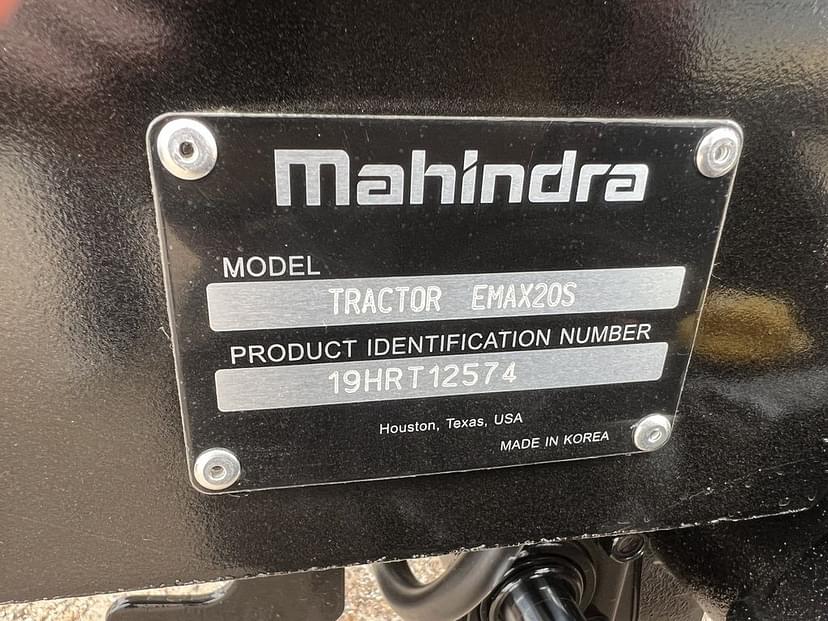 Mahindra
MODEL
TRACTOR EMAX20S
PRODUCT IDENTIFICATION NUMBER
19HRT12574
Houston, Texas, USA
MADE IN KOREA